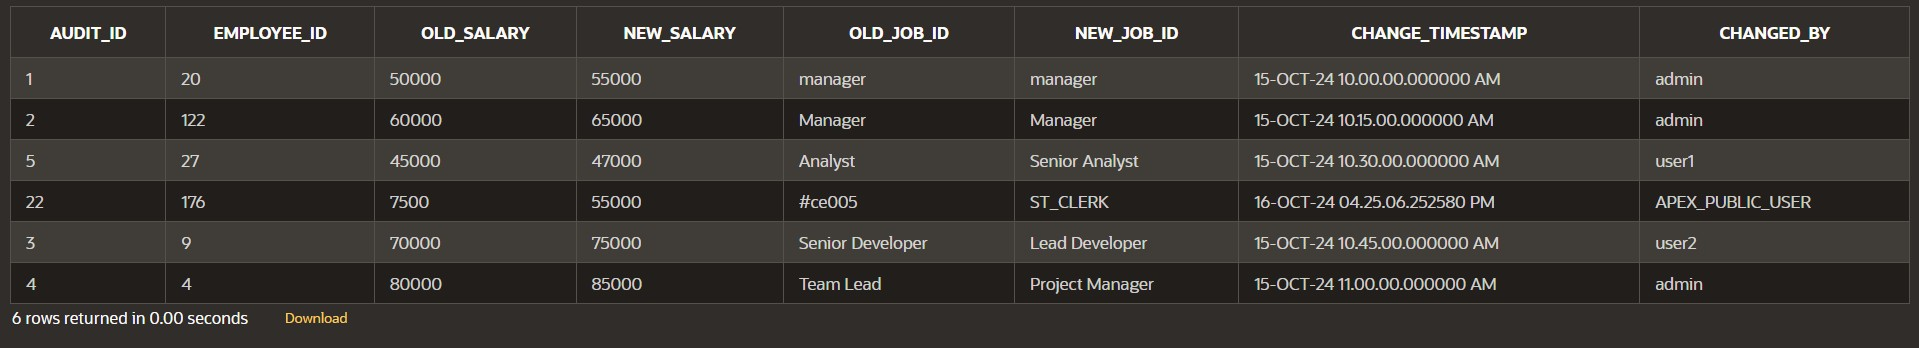 AUDIT_ID EMPLOYEE_ID OLD_SALARY NEW_SALARY OLD_JOB_ID NEW_JOB_ID CHANGE_TIMESTAMP CHANGED_BY
1 20 50000 55000 manager manager 15-OCT-24 10.00.00.000000 AM admin
2 122 60000 65000 Manager Manager 15-OCT-24 10.15.00.000000 AM admin
5 27 45000 47000 Analyst Senior Analyst 15-OCT-24 10.30.00.000000 AM user1
22 176 7500 55000 #ce005 ST_CLERK 16-OCT-24 04.25.06.252580 PM APEX_PUBLIC_USER
3 9 70000 75000 Senior Developer Lead Developer 15-OCT-24 10.45.00.000000 AM user2
4 4 80000 85000 Team Lead Project Manager 15-OCT-24 11.00.00.000000 AM admin
6 rows returned in 0.00 seconds Download